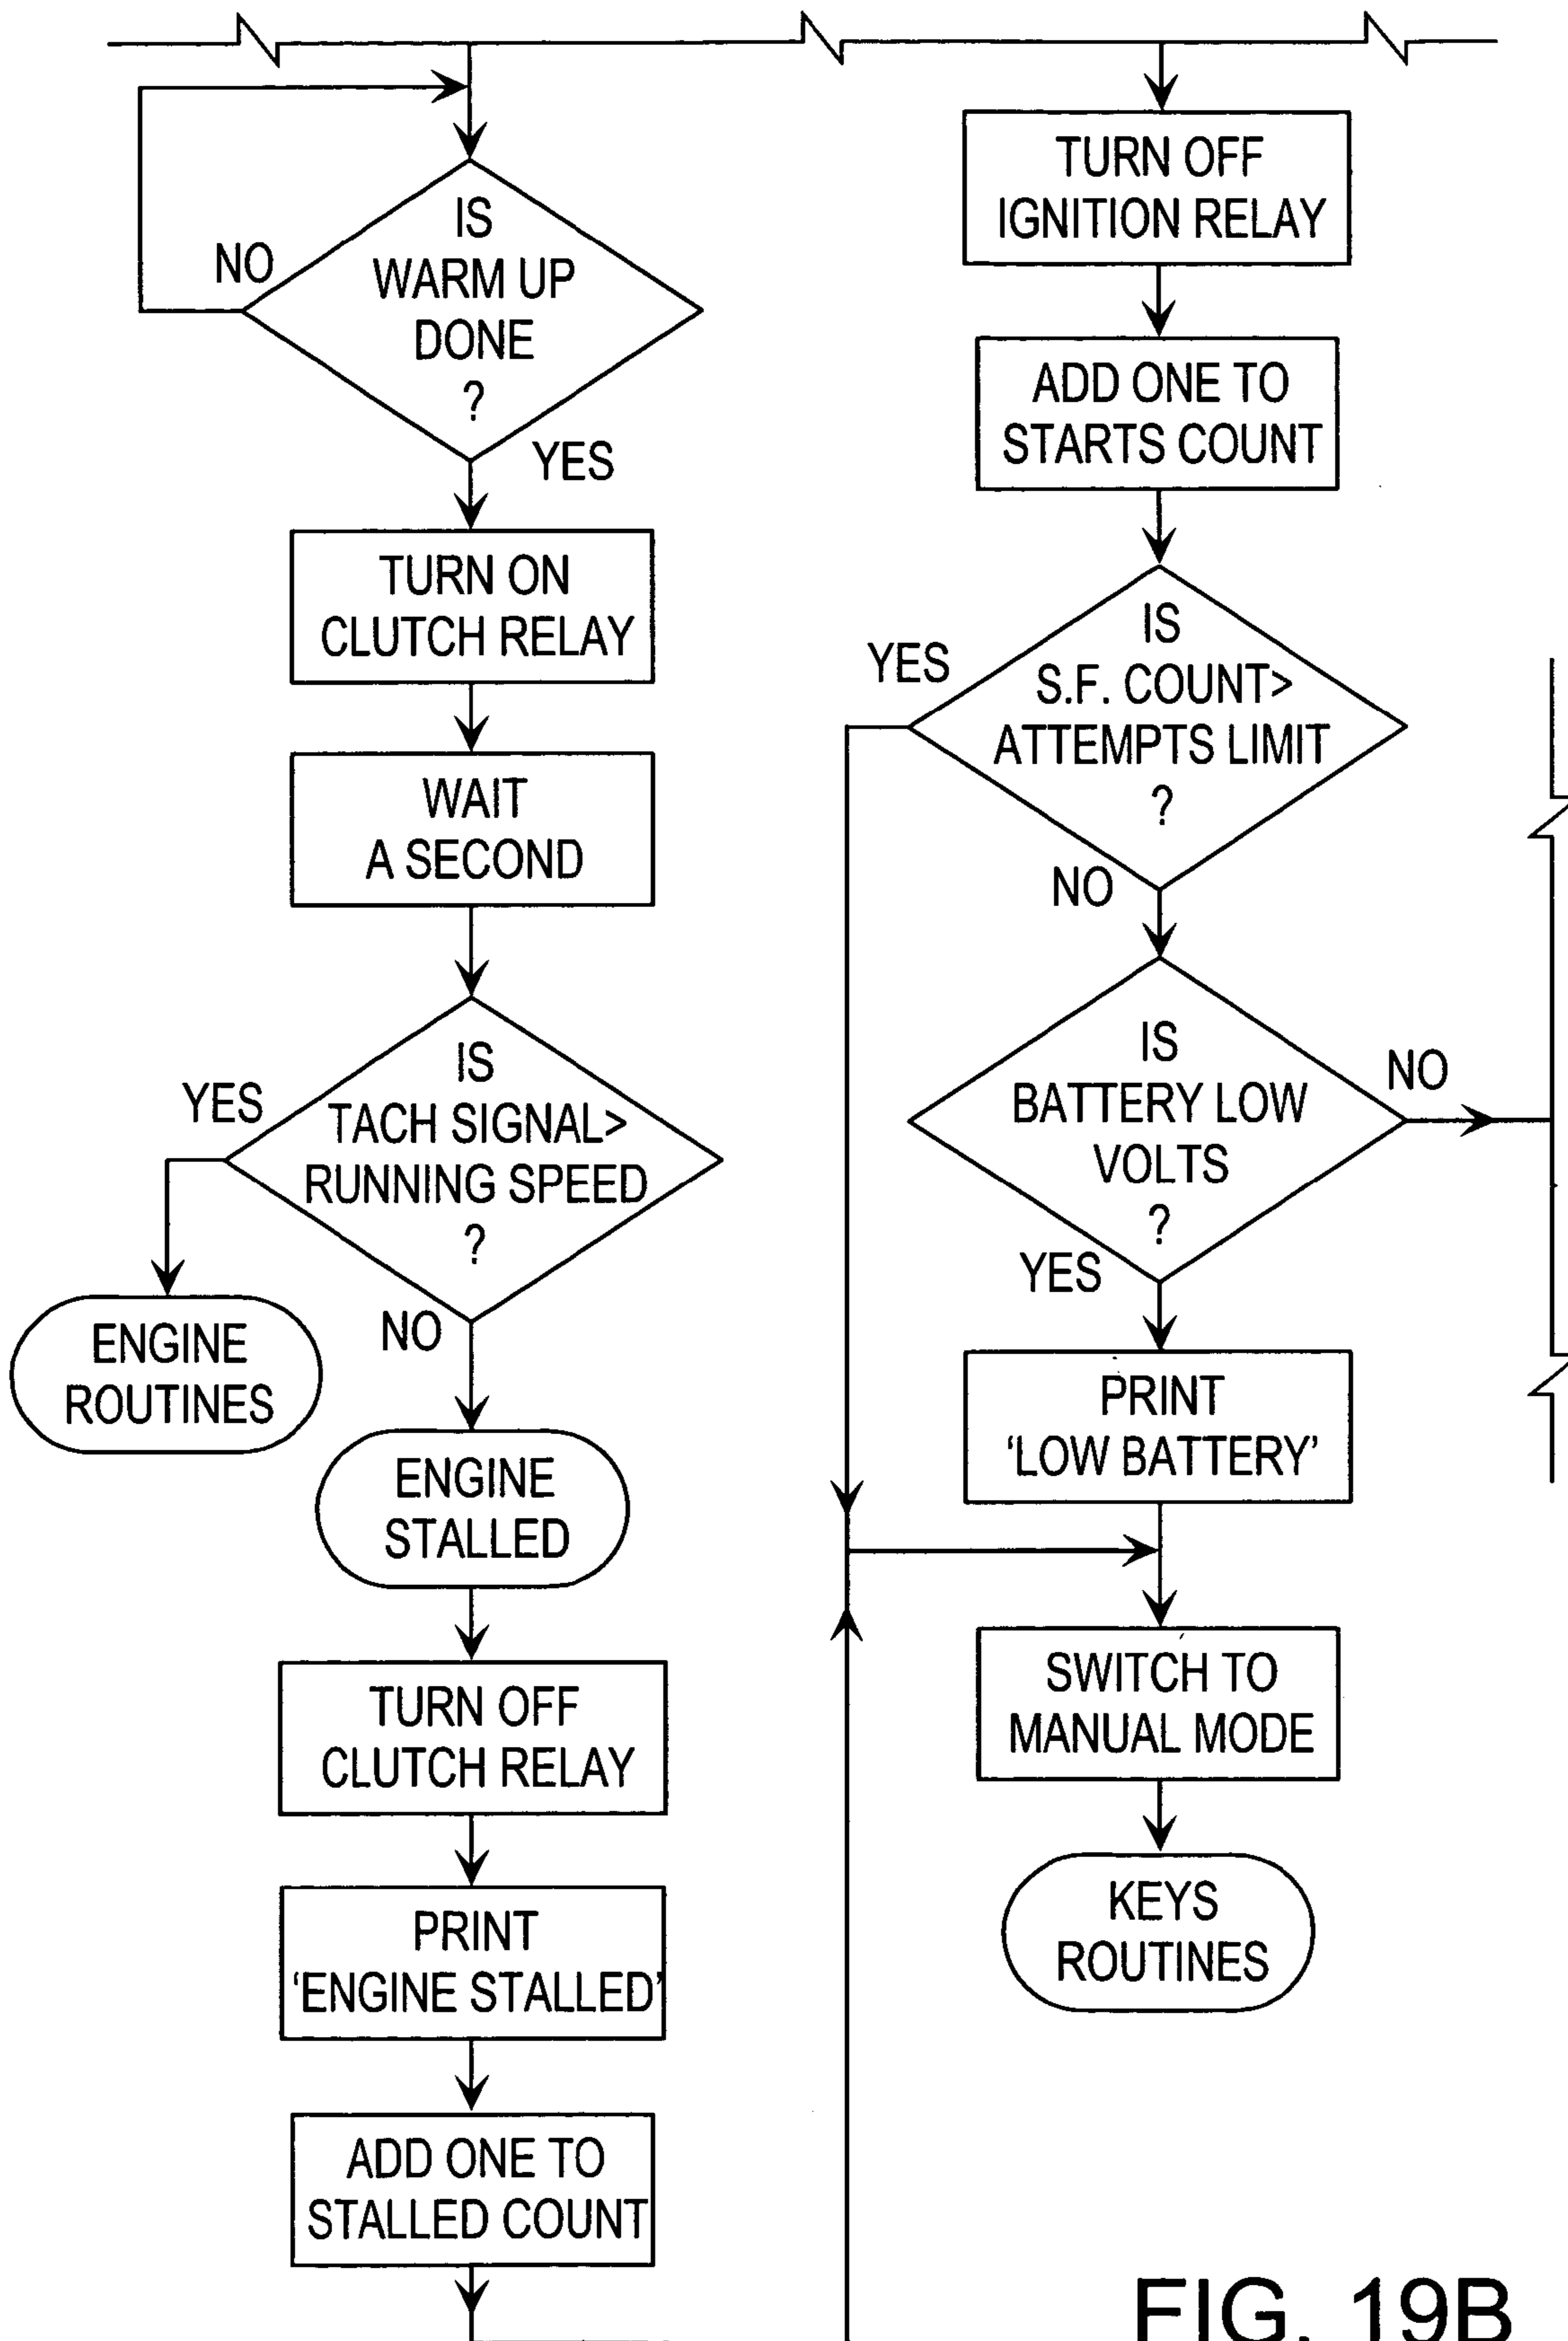 IS
WARM UP
DONE
?
NO
YES
TURN ON
CLUTCH RELAY
WAIT
A SECOND
IS
TACH SIGNAL>
RUNNING SPEED
?
YES
ENGINE
ROUTINES
NO
ENGINE
STALLED
TURN OFF
CLUTCH RELAY
PRINT
'ENGINE STALLED'
ADD ONE TO
STALLED COUNT
TURN OFF
IGNITION RELAY
ADD ONE TO
STARTS COUNT
IS
S.F. COUNT>
ATTEMPTS LIMIT
?
YES
NO
IS
BATTERY LOW
VOLTS
?
NO
YES
PRINT
'LOW BATTERY'
SWITCH TO
MANUAL MODE
KEYS
ROUTINES
FIG. 19B